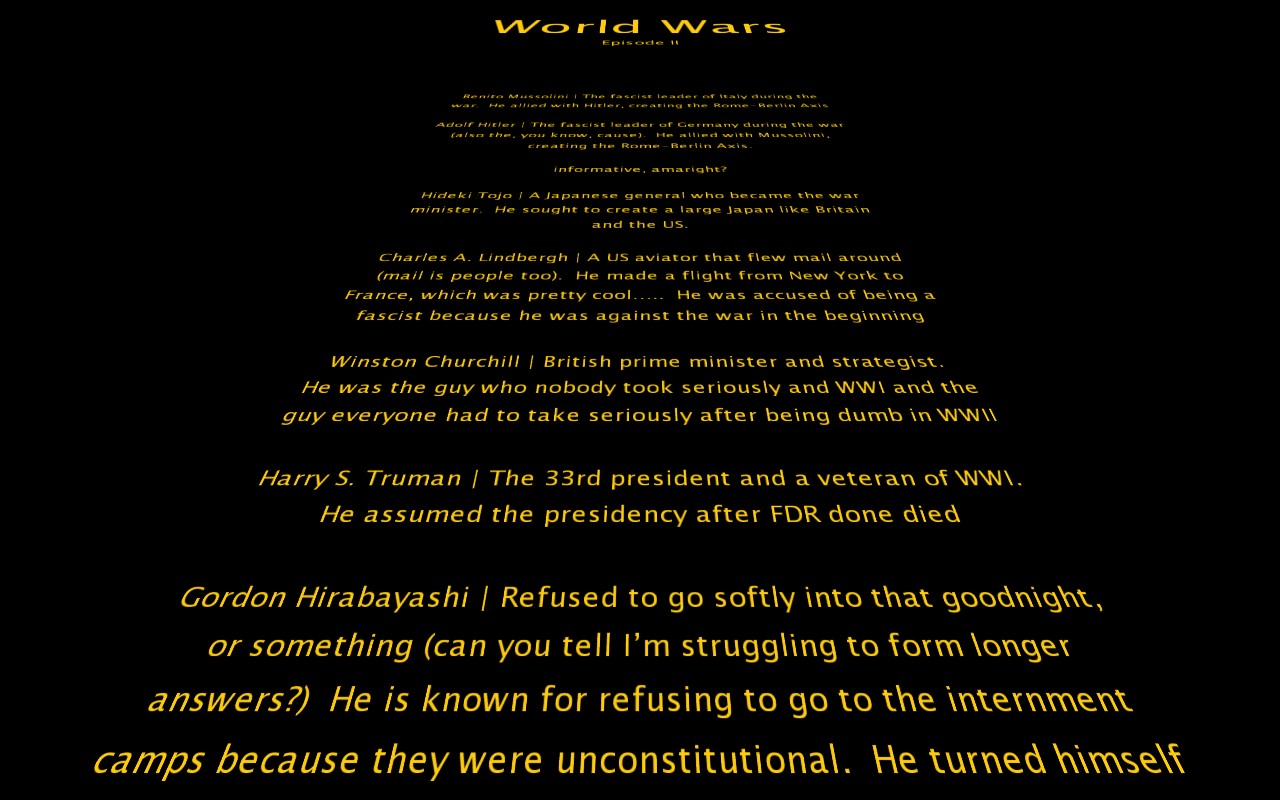 World Wars
Episode II
Benito Mussolini | The fascist leader of Italy during the
war.  He allied with Hitler, creating the Rome-Berlin Axis
Adolf Hitler | The fascist leader of Germany during the war
(also the, you know, cause).  He allied with Mussolini,
creating the Rome-Berlin Axis.
informative, amaright?
Hideki Tojo | A Japanese general who became the war
minister.  He sought to create a large Japan like Britain
and the US.
Charles A. Lindbergh | A US aviator that flew mail around
(mail is people too).  He made a flight from New York to
France, which was pretty cool.....  He was accused of being a
fascist because he was against the war in the beginning
Winston Churchill | British prime minister and strategist.
He was the guy who nobody took seriously and WWI and the
guy everyone had to take seriously after being dumb in WWII
Harry S. Truman | The 33rd president and a veteran of WWI.
He assumed the presidency after FDR done died
Gordon Hirabayashi | Refused to go softly into that goodnight,
or something (can you tell I’m struggling to form longer
answers?)  He is known for refusing to go to the internment
camps because they were unconstitutional.  He turned himself